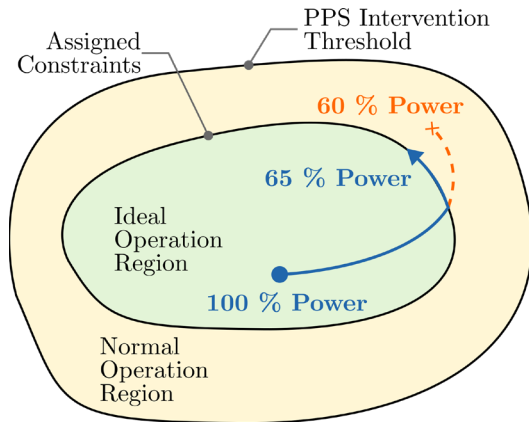 PPS Intervention
Threshold
Assigned
Constraints
60 % Power
65 % Power
Ideal
Operation
Region
100 % Power
Normal
Operation
Region